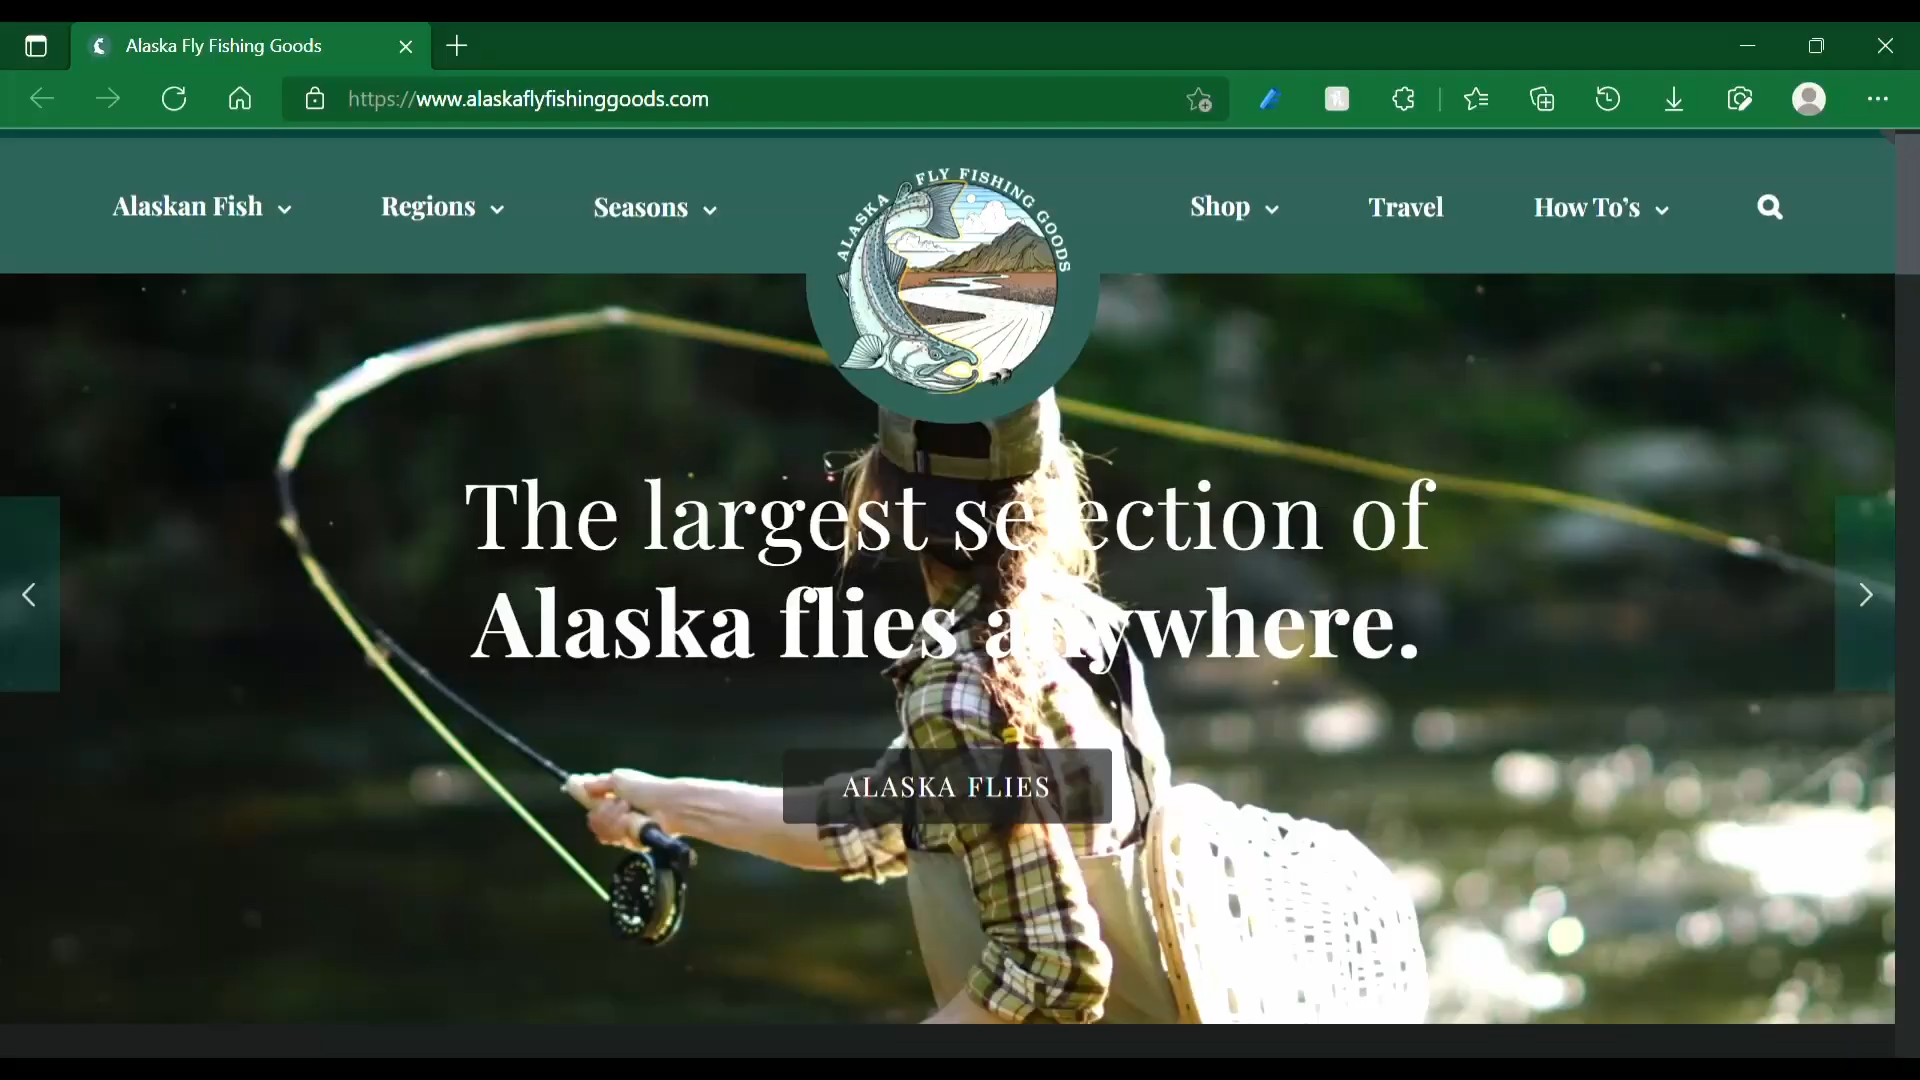 Alaska Fly Fishing Goods
https://www.alaskaflyfishinggoods.com
Alaskan Fish
Regions
Seasons
ALASKA FLY FISHING GOODS
Shop
Travel
How To's
The largest selection of
Alaska flies anywhere.
ALASKA FLIES